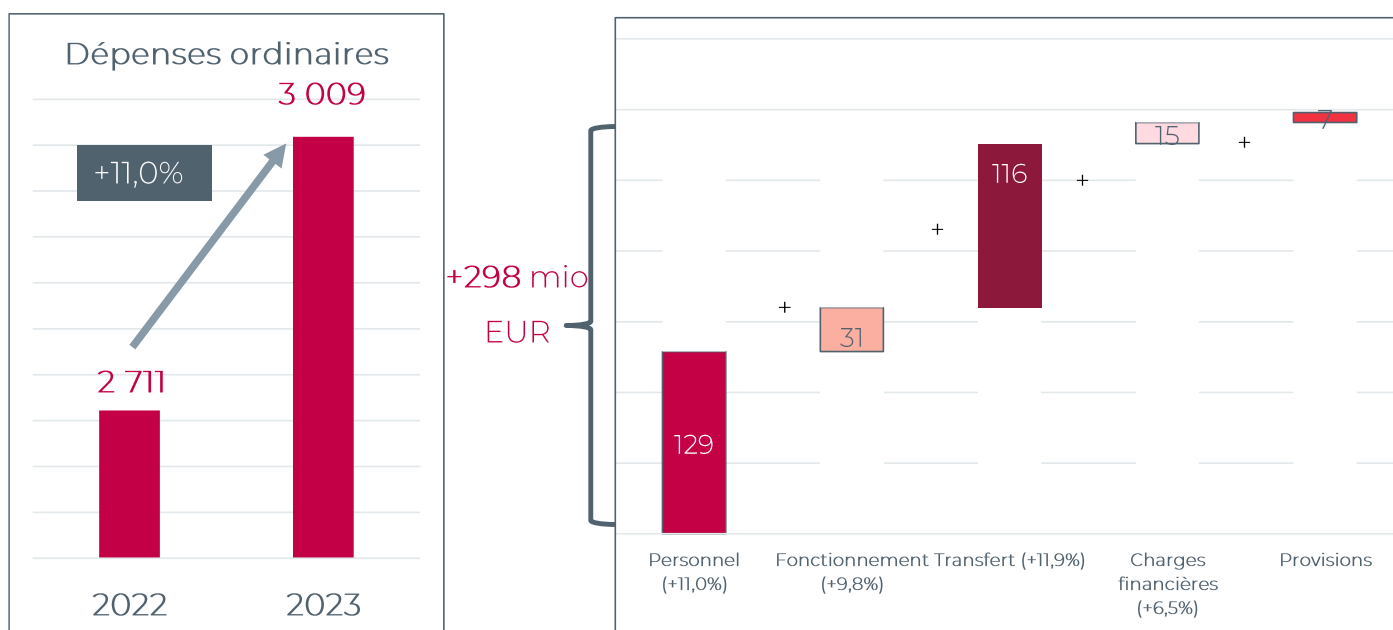 Dépenses ordinaires
3 009
+11,0%
2 711
2022
2023
+298 mio
EUR
129
+
31
+
116
+
15
+
7
Personnel
(+11,0%)
Fonctionnement
(+9,8%)
Transfert (+11,9%)
Charges
financières
(+6,5%)
Provisions